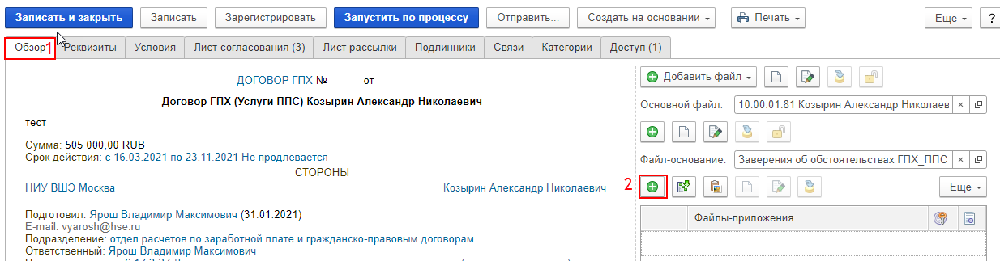 Записать и закрыть Записать Зарегистрировать Запустить по процессу Отправить... Создать на основании Печать Еще ?
Обзор 1 Реквизиты Условия Лист согласования (3) Лист рассылки Подлинники Связи Категории Доступ (1)
ДОГОВОР ГПХ № _____ от _____
Договор ГПХ (Услуги ППС) Козырин Александр Николаевич
тест
Сумма: 505 000,00 RUB
Срок действия: с 16.03.2021 по 23.11.2021 Не продлевается
СТОРОНЫ
НИУ ВШЭ Москва Козырин Александр Николаевич
Подготовил: Ярош Владимир Максимович (31.01.2021)
E-mail: vyarosh@hse.ru
Подразделение: отдел расчетов по заработной плате и гражданско-правовым договорам
Ответственный: Ярош Владимир Максимович
Добавить файл
Основной файл: 10.00.01.81 Козырин Александр Николаев
Файл-основание: Заверения об обстоятельствах ГПХ_ППС
2 Еще
Файлы-приложения